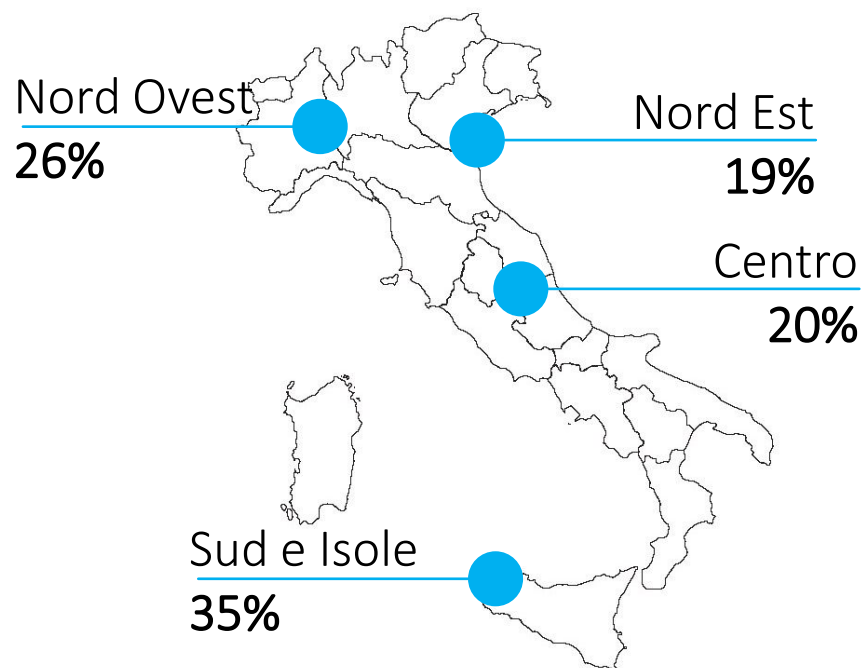 Nord Ovest
26%
Nord Est
19%
Centro
20%
Sud e Isole
35%